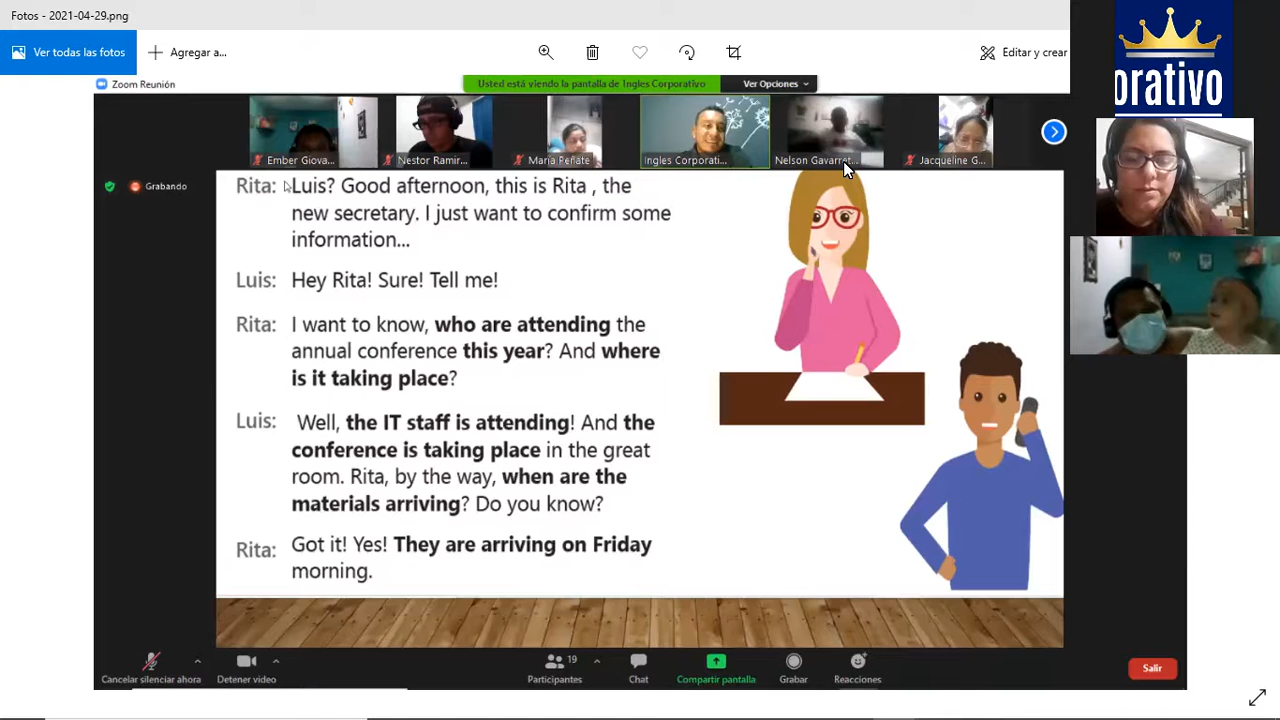 Fotos - 2021-04-29.png
Ver todas las fotos
Agregar a...
Editar y crear
orativo
Zoom Reunión
Usted está viendo la pantalla de Ingles Corporativo
Ver Opciones
Ember Giova...
Nestor Ramir...
Maria Peñate
Ingles Corporati...
Nelson Gavarret...
Jacqueline G...
Grabando
Rita: Luis? Good afternoon, this is Rita , the
new secretary. I just want to confirm some
information...
Luis: Hey Rita! Sure! Tell me!
Rita: I want to know, who are attending the
annual conference this year? And where
is it taking place?
Luis: Well, the IT staff is attending! And the
conference is taking place in the great
room. Rita, by the way, when are the
materials arriving? Do you know?
Rita: Got it! Yes! They are arriving on Friday
morning.
Cancelar silenciar ahora
Detener video
19
Participantes
Chat
Compartir pantalla
Grabar
Reacciones
Salir